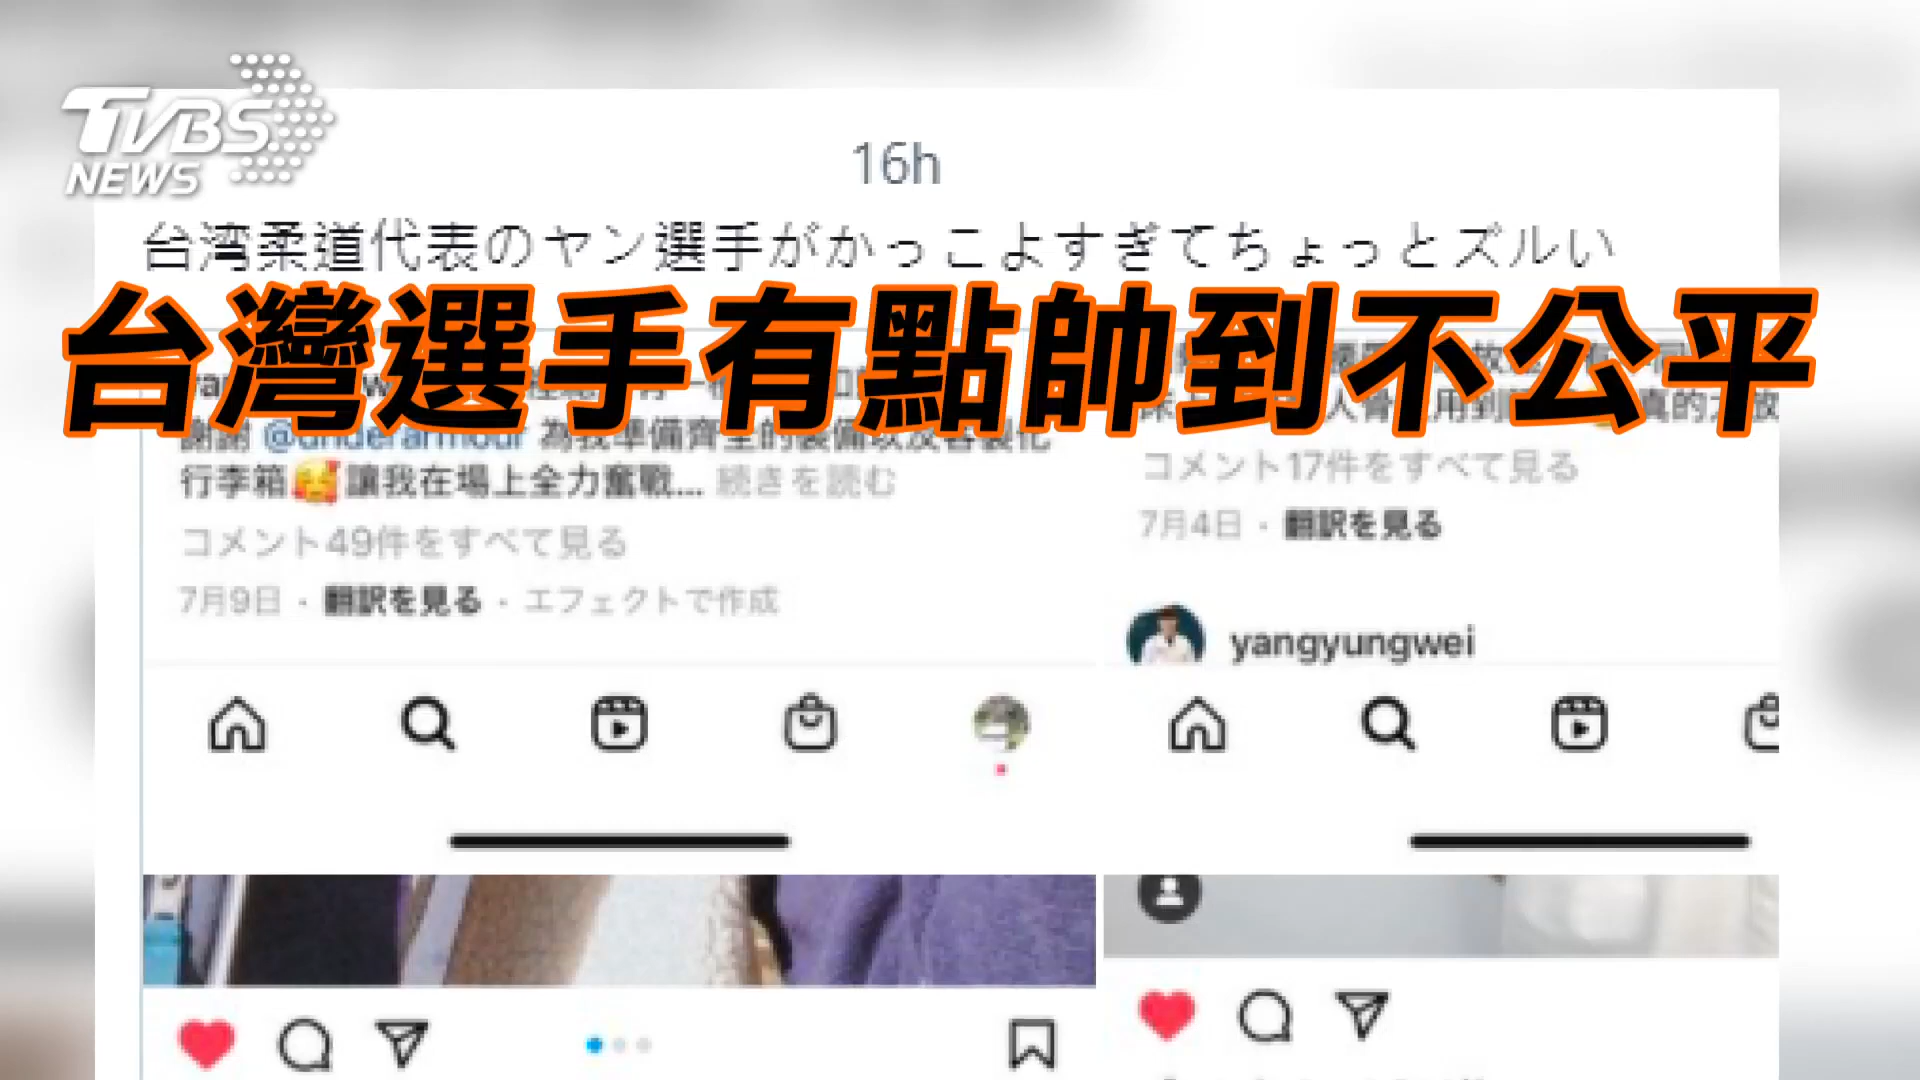 TVBS
NEWS
16h
台湾柔道代表のヤン選手がかっこよすぎてちょっとズルい
台灣選手有點帥到不公平
謝謝 @underarmour 為我準備齊全的裝備以及客製化
行李箱🥰讓我在場上全力奮戰... 続きを読む
コメント49件をすべて見る
7月9日・翻訳を見る・エフェクトで作成
コメント17件をすべて見る
7月4日・翻訳を見る
yangyungwei